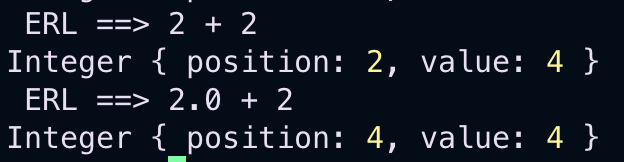 ERL ==> 2 + 2
Integer { position: 2, value: 4 }
ERL ==> 2.0 + 2
Integer { position: 4, value: 4 }